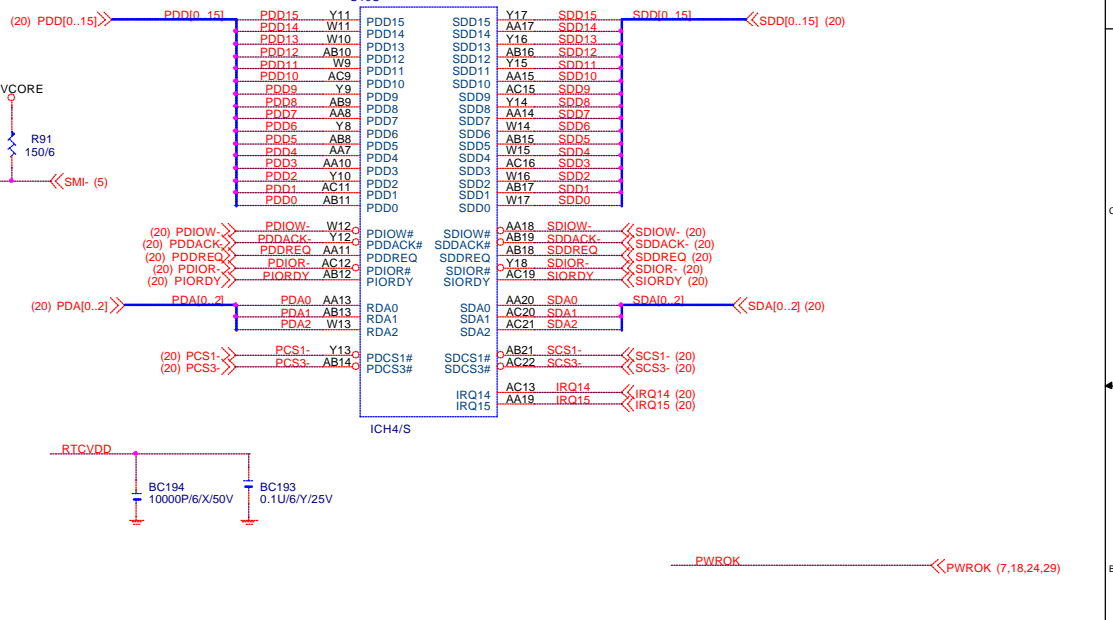 (20) PDD[0..15] PDD[0..15] PDD15 Y11 PDD15 SDD15 Y17 SDD15 SDD[0..15] SDD[0..15] (20)
PDD14 W11 PDD14 SDD14 AA17 SDD14
PDD13 W10 PDD13 SDD13 Y16 SDD13
PDD12 AB10 PDD12 SDD12 AB16 SDD12
PDD11 W9 PDD11 SDD11 Y15 SDD11
PDD10 AC9 PDD10 SDD10 AA15 SDD10
VCORE PDD9 Y9 PDD9 SDD9 AC15 SDD9
PDD8 AB9 PDD8 SDD8 Y14 SDD8
PDD7 AA8 PDD7 SDD7 AA14 SDD7
PDD6 Y8 PDD6 SDD6 W14 SDD6
R91 PDD5 AB8 PDD5 SDD5 AB15 SDD5
150/6 PDD4 AA7 PDD4 SDD4 W15 SDD4
PDD3 AA10 PDD3 SDD3 AC16 SDD3
SMI- (5) PDD2 Y10 PDD2 SDD2 W16 SDD2
PDD1 AC11 PDD1 SDD1 AB17 SDD1
PDD0 AB11 PDD0 SDD0 W17 SDD0
(20) PDIOW- PDIOW- W12 PDIOW# SDIOW# AA18 SDIOW- SDIOW- (20)
(20) PDDACK- PDDACK- Y12 PDDACK# SDDACK# AB19 SDDACK- SDDACK- (20)
(20) PDDREQ PDDREQ AA11 PDDREQ SDDREQ AB18 SDDREQ SDDREQ (20)
(20) PDIOR- PDIOR- AC12 PDIOR# SDIOR# Y18 SDIOR- SDIOR- (20)
(20) PIORDY PIORDY AB12 PIORDY SIORDY AC19 SIORDY SIORDY (20)
(20) PDA[0..2] PDA[0..2] PDA0 AA13 RDA0 SDA0 AA20 SDA0 SDA[0..2] SDA[0..2] (20)
PDA1 AB13 RDA1 SDA1 AC20 SDA1
PDA2 W13 RDA2 SDA2 AC21 SDA2
(20) PCS1- PCS1- Y13 PDCS1# SDCS1# AB21 SCS1- SCS1- (20)
(20) PCS3- PCS3- AB14 PDCS3# SDCS3# AC22 SCS3- SCS3- (20)
IRQ14 AC13 IRQ14 IRQ14 (20)
IRQ15 AA19 IRQ15 IRQ15 (20)
ICH4/S
RTCVDD
BC194 BC193
10000P/6/X/50V 0.1U/6/Y/25V
PWROK PWROK (7,18,24,29)